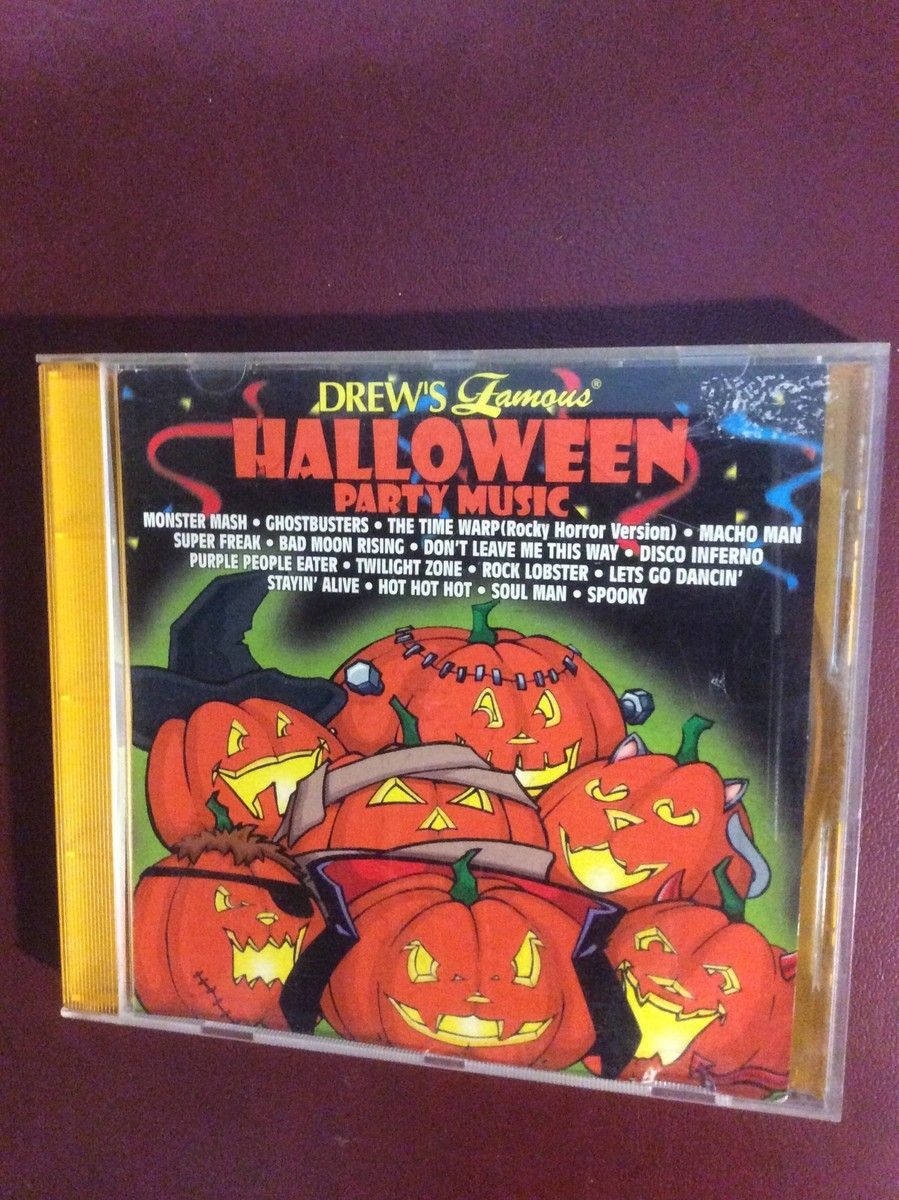 DREW'S Famous®
HALLOWEEN
PARTY MUSIC
MONSTER MASH • GHOSTBUSTERS • THE TIME WARP(Rocky Horror Version) • MACHO MAN
SUPER FREAK • BAD MOON RISING • DON'T LEAVE ME THIS WAY • DISCO INFERNO
PURPLE PEOPLE EATER • TWILIGHT ZONE • ROCK LOBSTER • LETS GO DANCIN'
STAYIN' ALIVE • HOT HOT HOT • SOUL MAN • SPOOKY